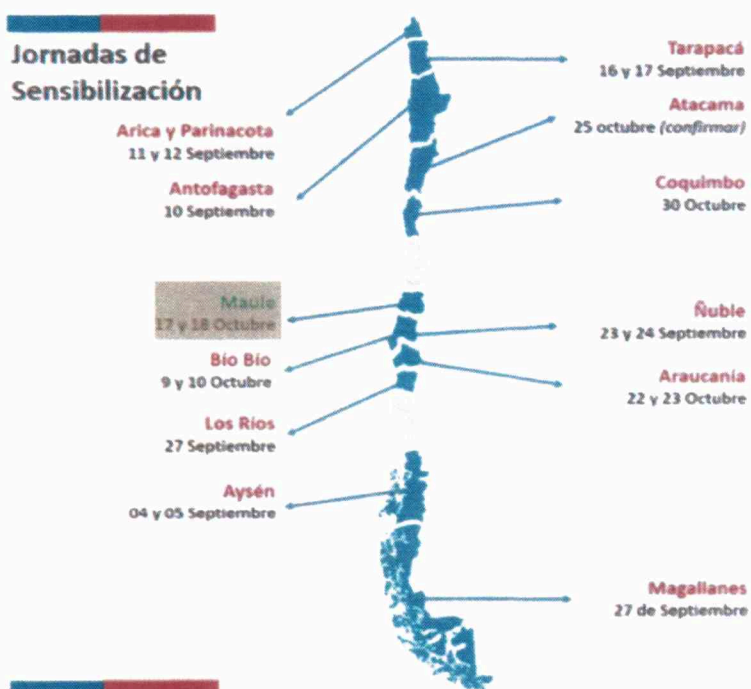 Jornadas de
Sensibilización
Arica y Parinacota
11 y 12 Septiembre
Antofagasta
10 Septiembre
Maule
17 y 18 Octubre
Bío Bío
9 y 10 Octubre
Los Ríos
27 Septiembre
Aysén
04 y 05 Septiembre
Tarapacá
16 y 17 Septiembre
Atacama
25 octubre (confirmar)
Coquimbo
30 Octubre
Ñuble
23 y 24 Septiembre
Araucanía
22 y 23 Octubre
Magallanes
27 de Septiembre